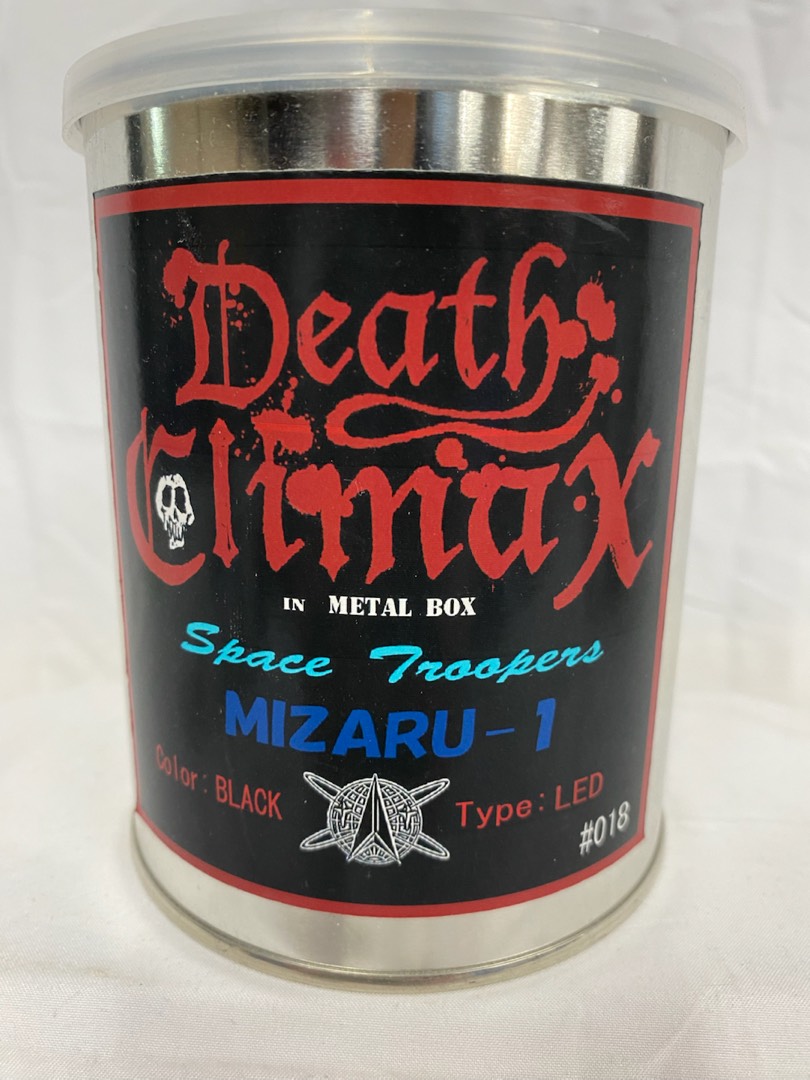 Death
Climax
IN METAL BOX
Space Troopers
MIZARU-1
Color: BLACK
Type: LED
#018